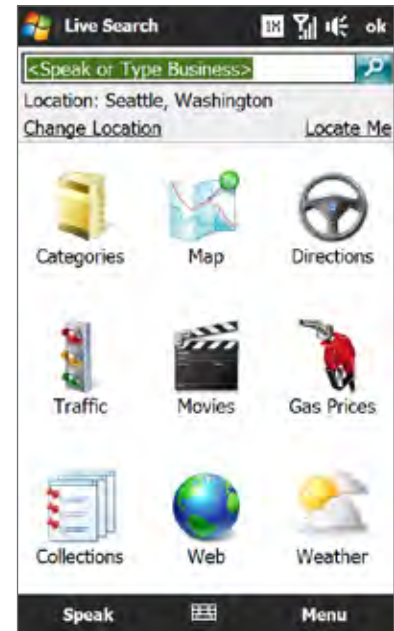 Live Search 1X ok
<Speak or Type Business>
Location: Seattle, Washington
Change Location Locate Me
Categories Map Directions
Traffic Movies Gas Prices
Collections Web Weather
Speak Menu